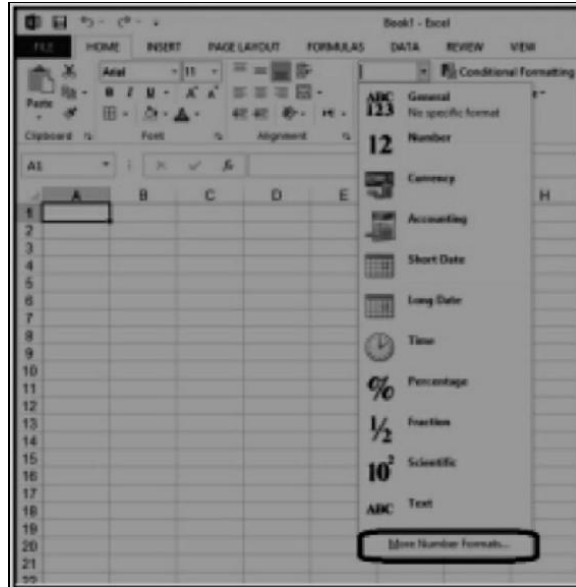 Book1 - Excel
FILE HOME INSERT PAGE LAYOUT FORMULAS DATA REVIEW VIEW
Arial 11 Conditional Formatting
Paste B I U
Clipboard Font Alignment
A1 fx
A B C D E H
1
2
3
4
5
6
7
8
9
10
11
12
13
14
15
16
17
18
19
20
21
22
ABC 123 General
No specific format
12 Number
Currency
Accounting
Short Date
Long Date
Time
% Percentage
1/2 Fraction
10² Scientific
ABC Text
More Number Formats...